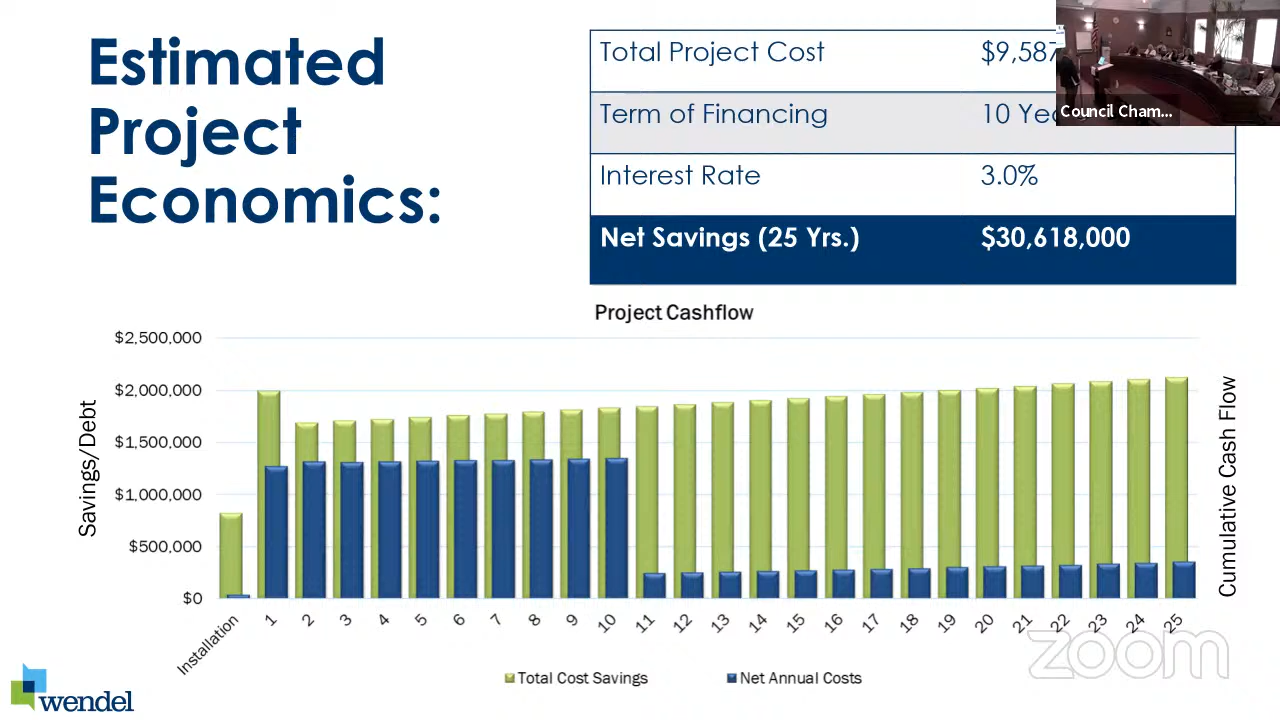 Estimated
Project
Economics:
Total Project Cost $9,587
Term of Financing 10
Interest Rate 3.0%
Net Savings (25 Yrs.) $30,618,000
Council Cham...
Project Cashflow
$2,500,000
$2,000,000
$1,500,000
$1,000,000
$500,000
$0
Savings/Debt
Cumulative Cash Flow
Installation 1 2 3 4 5 6 7 8 9 10 11 12 13 14 15 16 17 18 19 20 21 22 23 24 25
Total Cost Savings Net Annual Costs
wendel
zoom